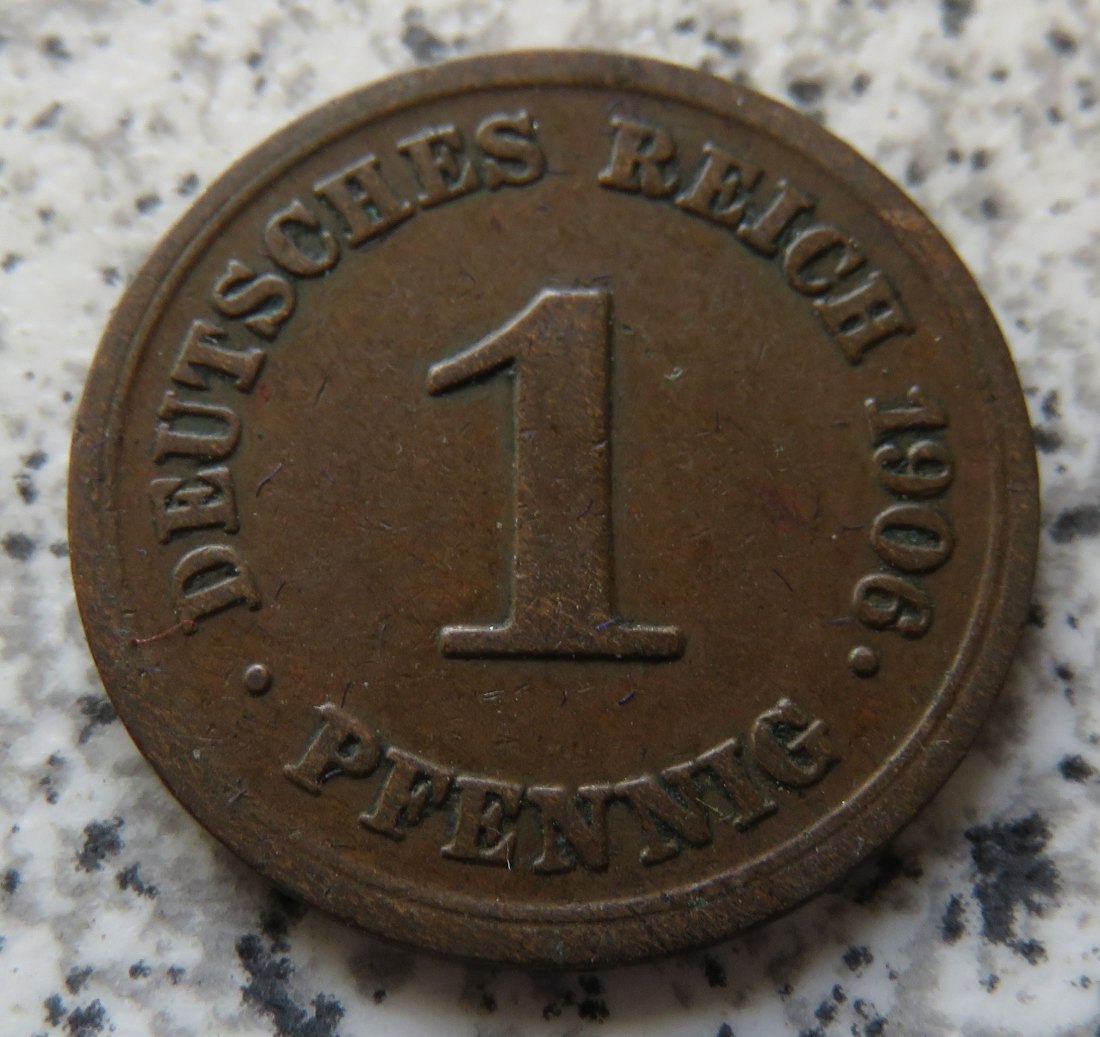 DEUTSCHES REICH 1906
1
• PFENNIG •